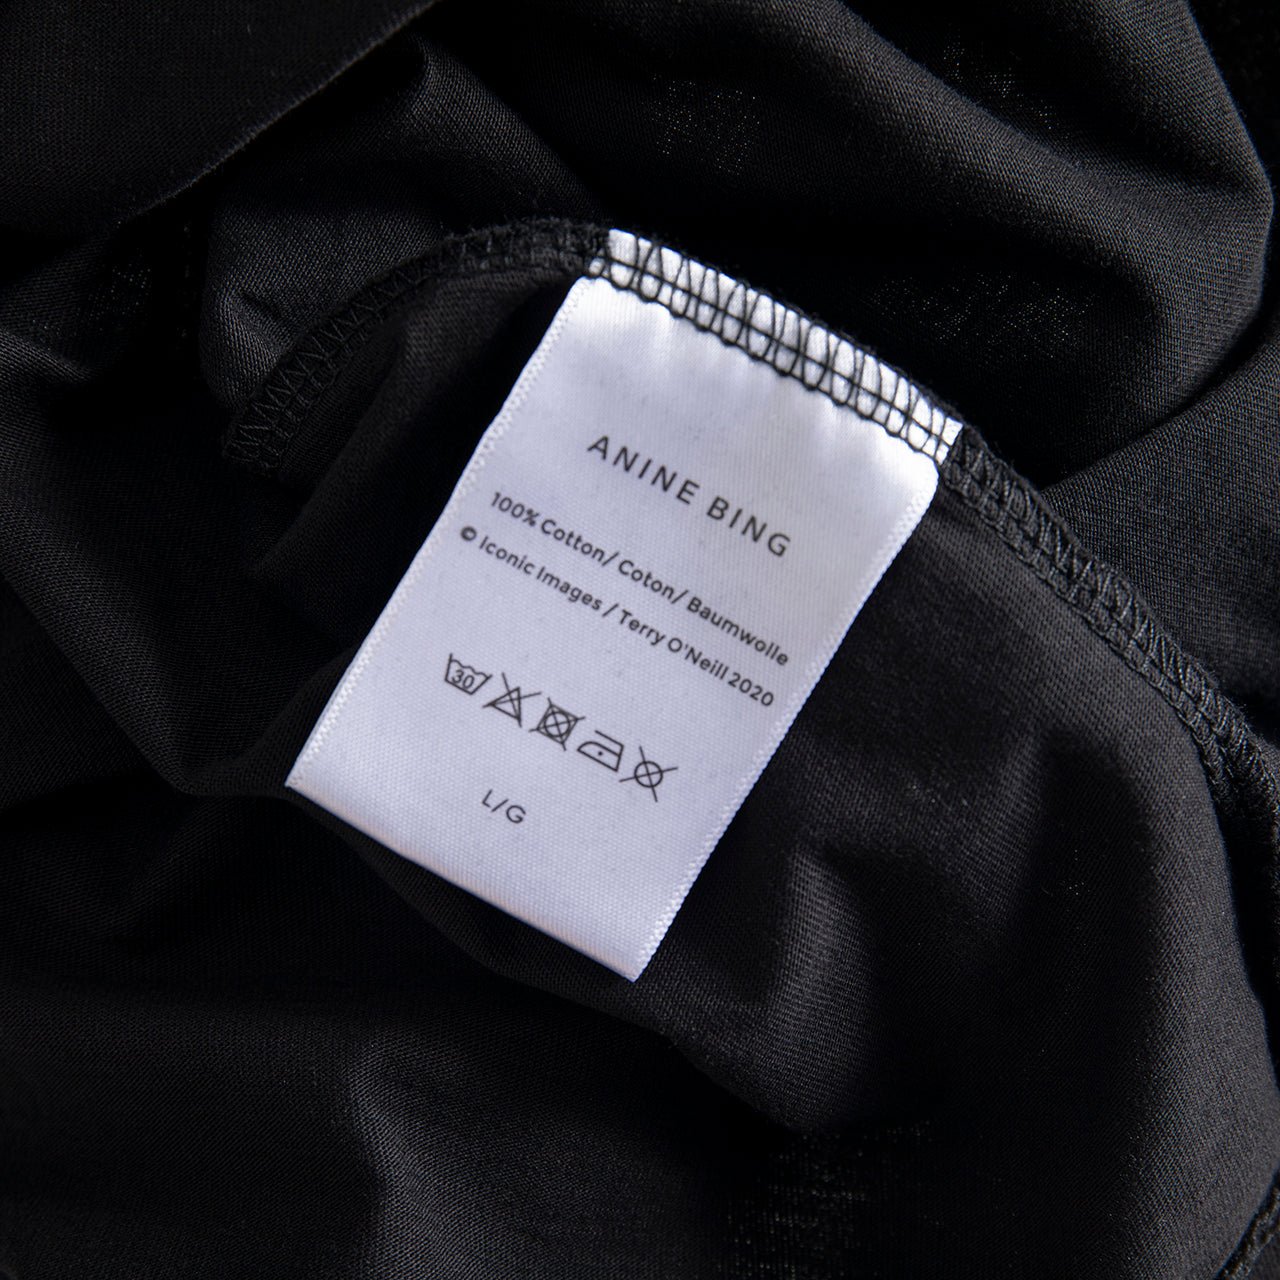 ANINE BING
100% Cotton/ Coton/ Baumwolle
© Iconic Images / Terry O'Neill 2020
30
L/G